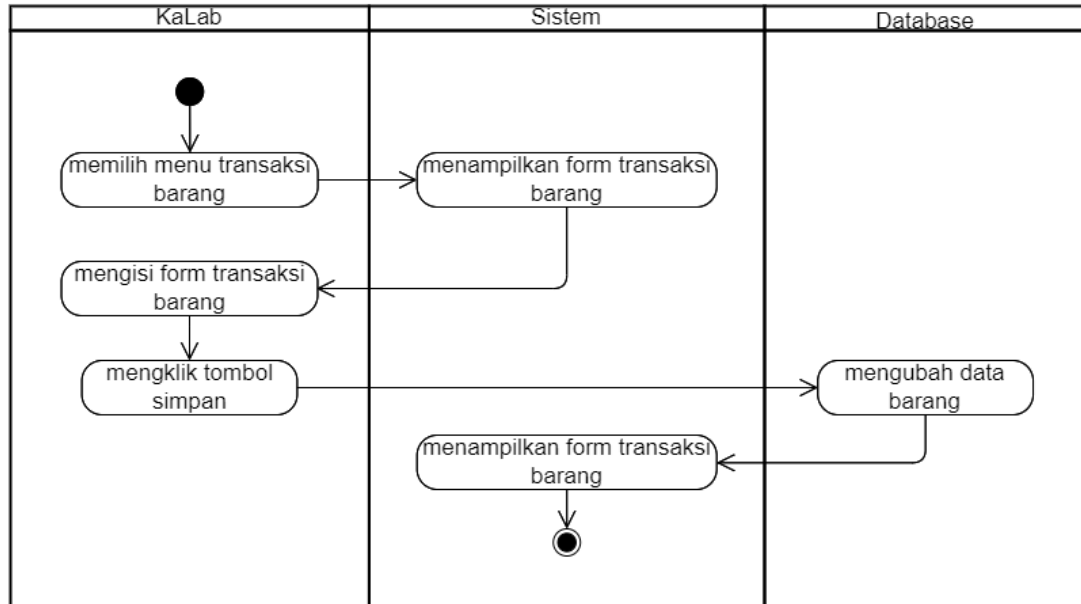 KaLab
Sistem
Database
memilih menu transaksi
barang
menampilkan form transaksi
barang
mengisi form transaksi
barang
mengklik tombol
simpan
mengubah data
barang
menampilkan form transaksi
barang